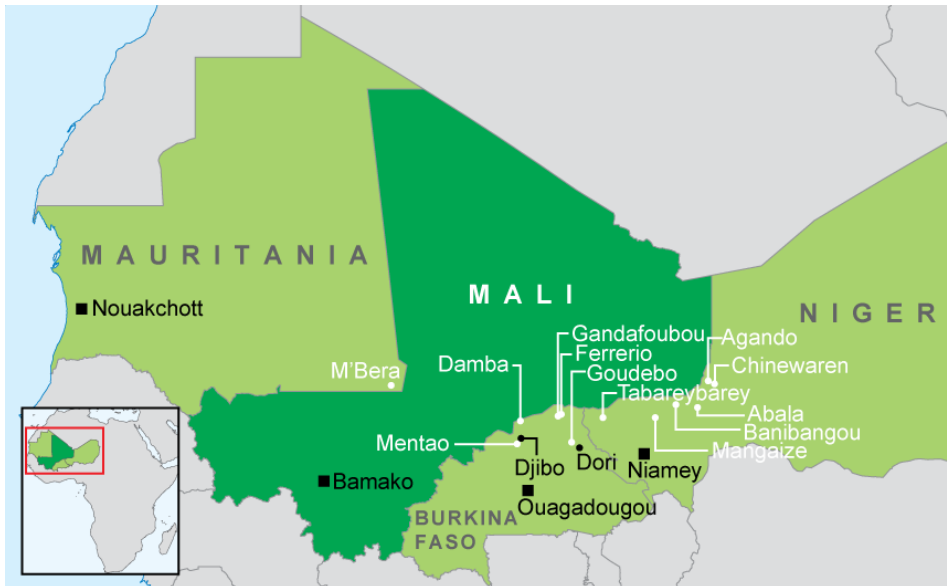 MAURITANIA
Nouakchott
MALI
NIGER
Gandafoubou
Ferrerio
Goudebo
Tabareybarey
Agando
Chinewaren
Damba
M'Bera
Abala
Banibangou
Mangaize
Mentao
Djibo
Dori
Niamey
Bamako
Ouagadougou
BURKINA
FASO